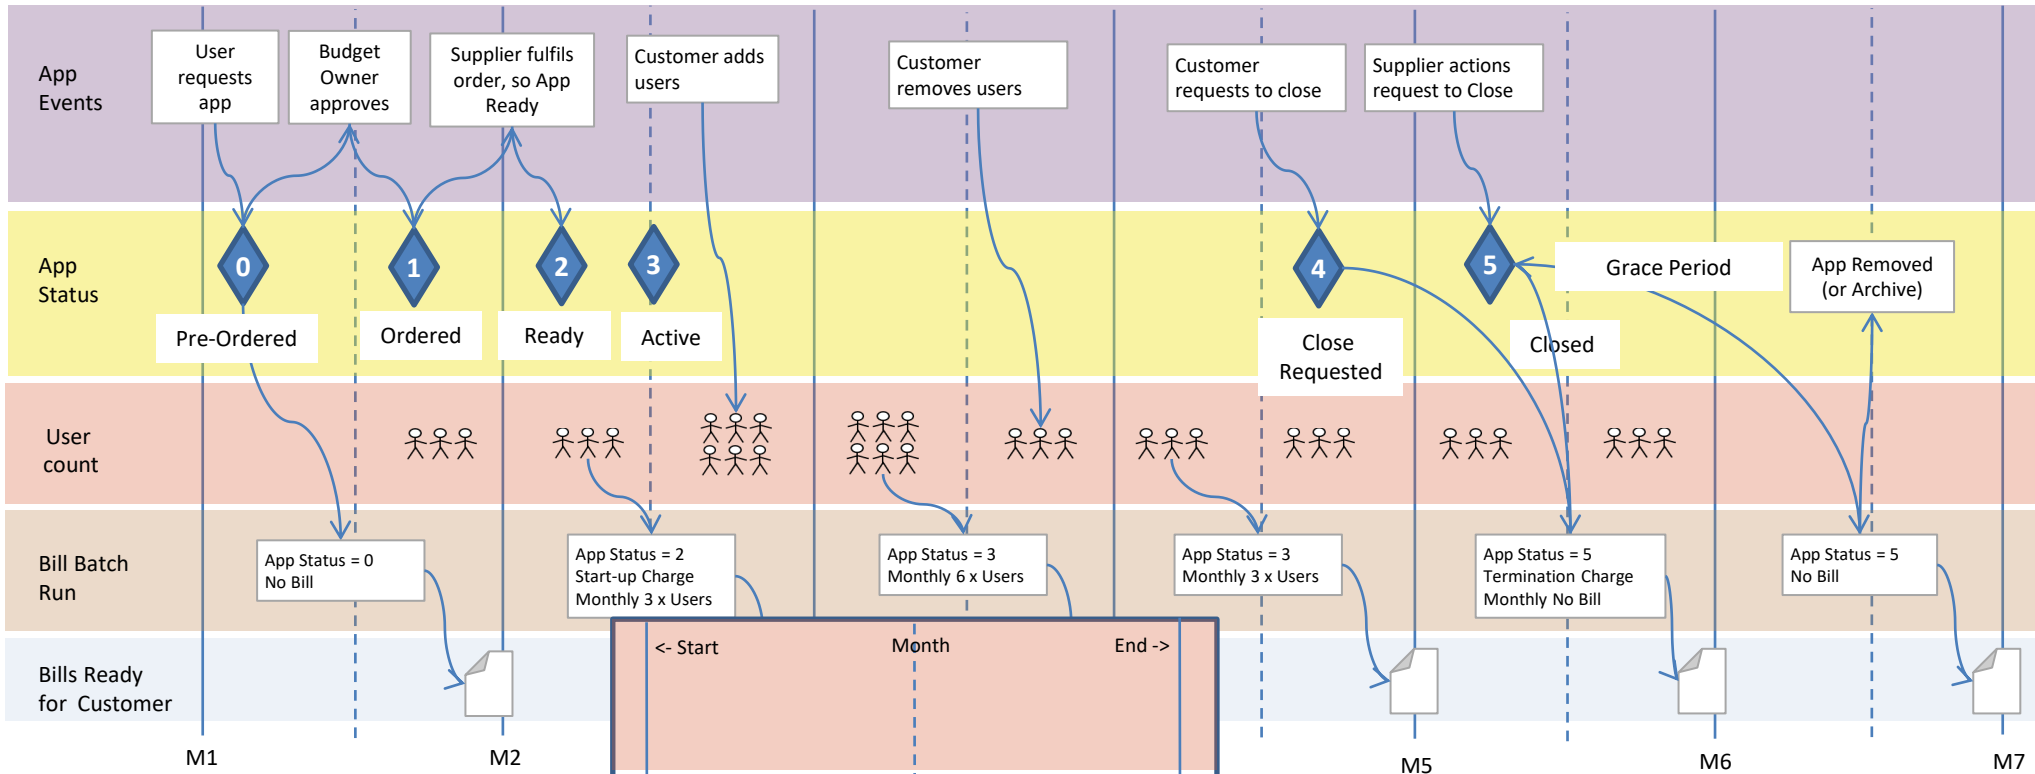 App
Events
User
requests
app
Budget
Owner
approves
Supplier fulfils
order, so App
Ready
Customer adds
users
Customer
removes users
Customer
requests to close
Supplier actions
request to Close
App
Status
0
1
2
3
4
5
Pre-Ordered
Ordered
Ready
Active
Close
Requested
Closed
Grace Period
App Removed
(or Archive)
User
count
Bill Batch
Run
App Status = 0
No Bill
App Status = 2
Start-up Charge
Monthly 3 x Users
App Status = 3
Monthly 6 x Users
App Status = 3
Monthly 3 x Users
App Status = 5
Termination Charge
Monthly No Bill
App Status = 5
No Bill
Bills Ready
for Customer
<- Start
Month
End ->
M1
M2
M5
M6
M7